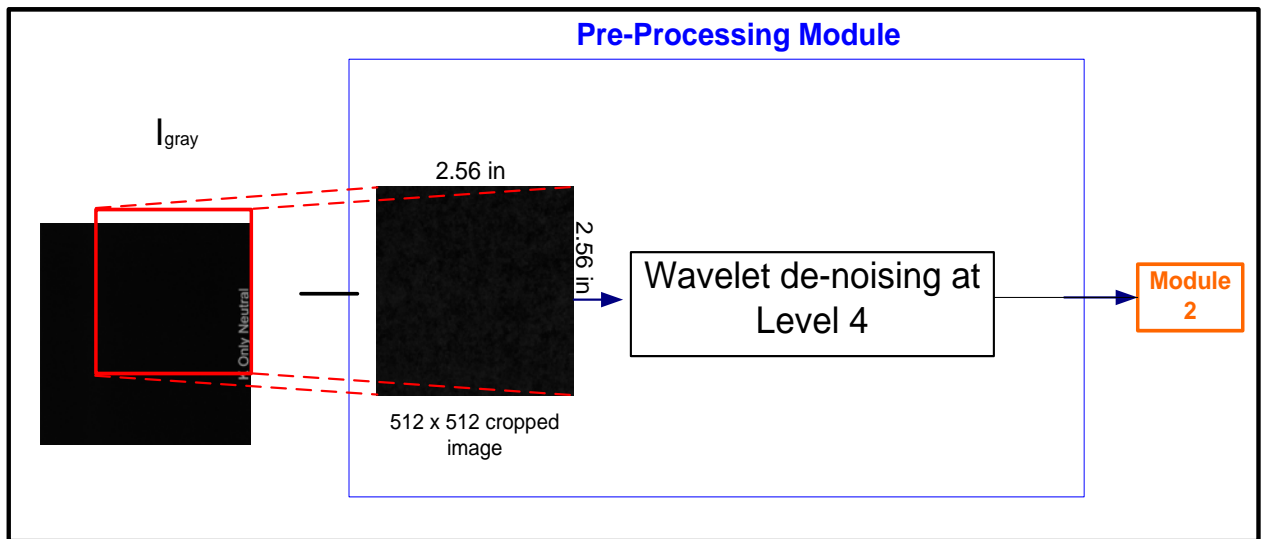 Pre-Processing Module
Igray
2.56 in
2.56 in
K Only Neutral
Wavelet de-noising at
Level 4
Module
2
512 x 512 cropped
image